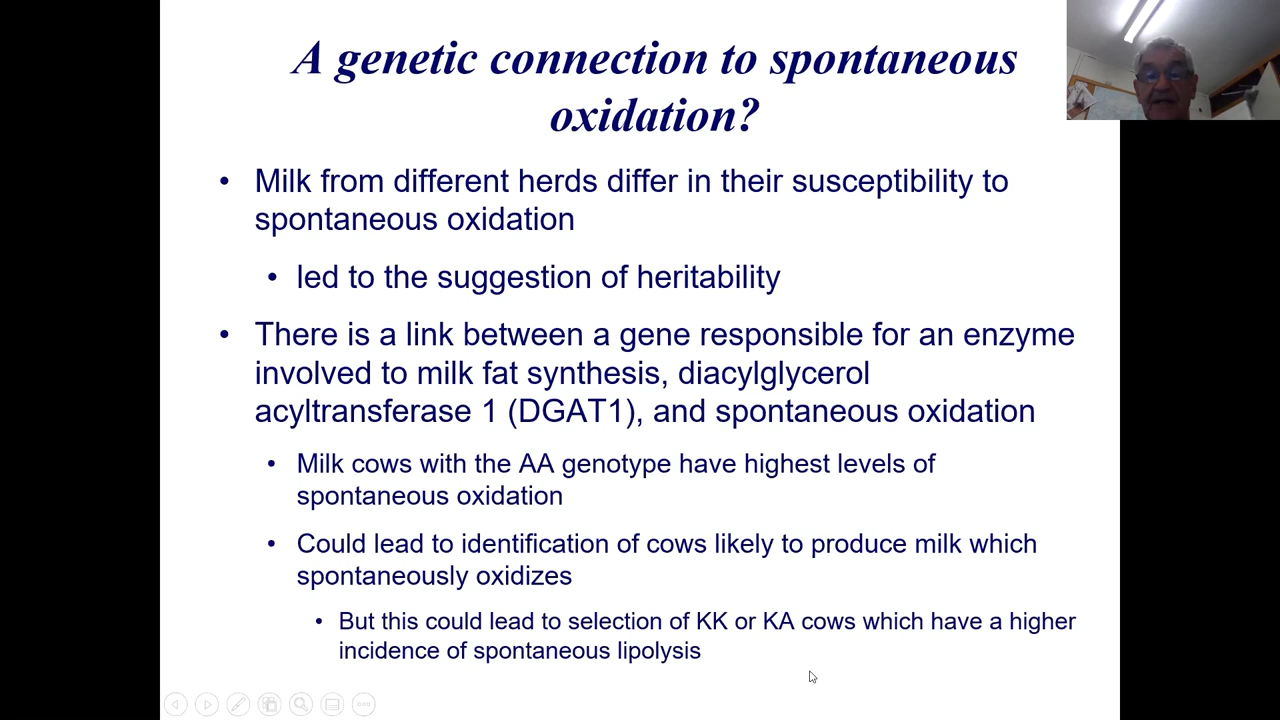 A genetic connection to spontaneous
oxidation?
• Milk from different herds differ in their susceptibility to
spontaneous oxidation
• led to the suggestion of heritability
• There is a link between a gene responsible for an enzyme
involved to milk fat synthesis, diacylglycerol
acyltransferase 1 (DGAT1), and spontaneous oxidation
• Milk cows with the AA genotype have highest levels of
spontaneous oxidation
• Could lead to identification of cows likely to produce milk which
spontaneously oxidizes
• But this could lead to selection of KK or KA cows which have a higher
incidence of spontaneous lipolysis